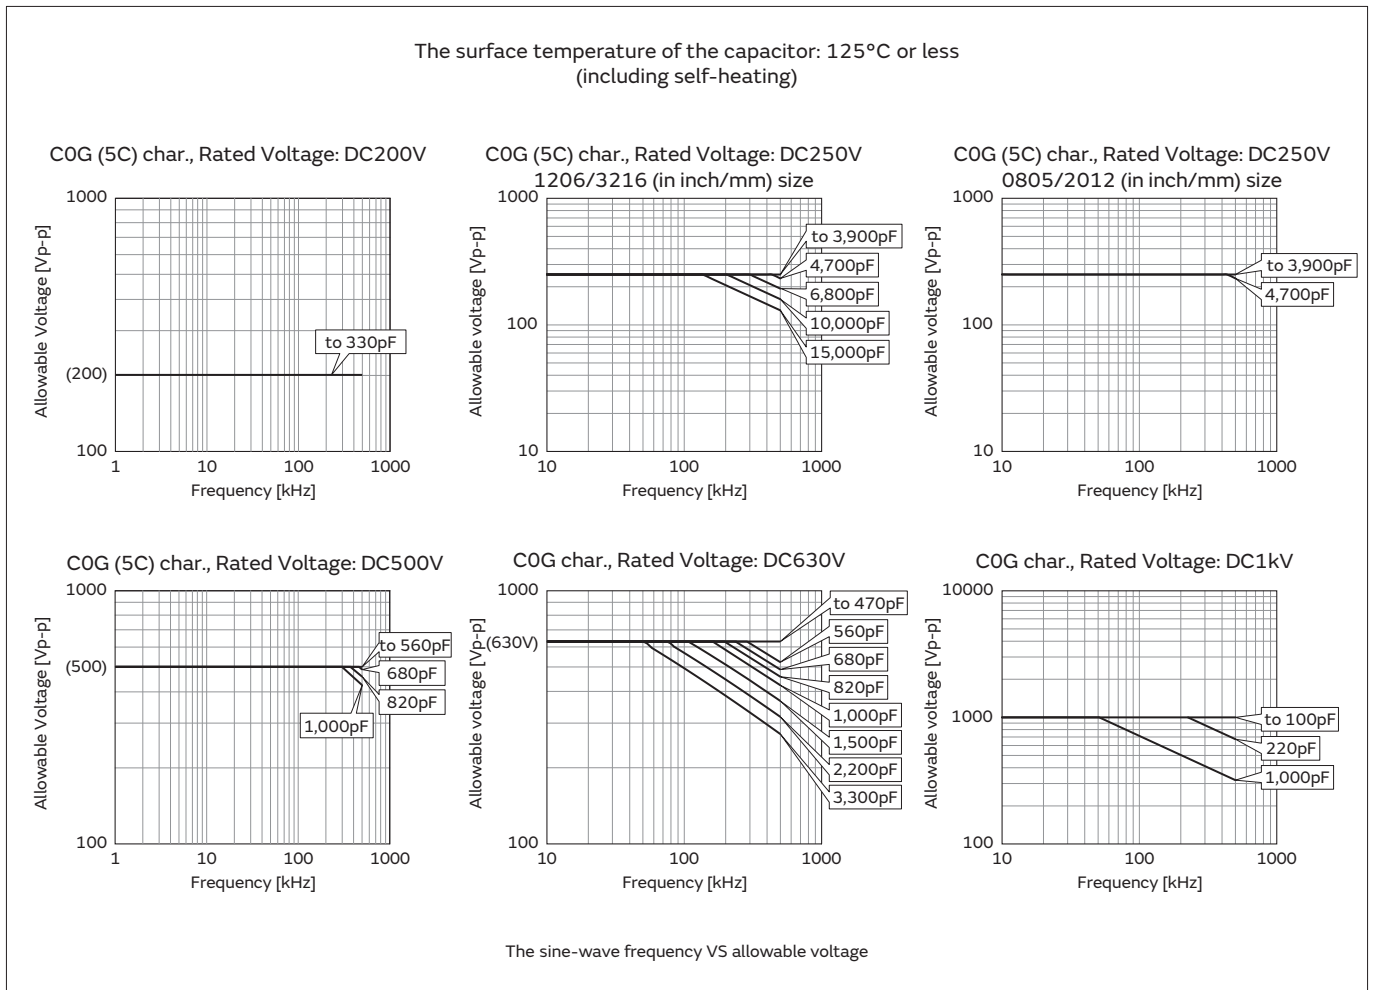 The surface temperature of the capacitor: 125°C or less
(including self-heating)
C0G (5C) char., Rated Voltage: DC200V
1000
(200)
100
Allowable Voltage [Vp-p]
to 330pF
1 10 100 1000
Frequency [kHz]
C0G (5C) char., Rated Voltage: DC250V
1206/3216 (in inch/mm) size
1000
100
10
Allowable voltage [Vp-p]
to 3,900pF
4,700pF
6,800pF
10,000pF
15,000pF
10 100 1000
Frequency [kHz]
C0G (5C) char., Rated Voltage: DC250V
0805/2012 (in inch/mm) size
1000
100
10
Allowable voltage [Vp-p]
to 3,900pF
4,700pF
10 100 1000
Frequency [kHz]
C0G (5C) char., Rated Voltage: DC500V
1000
(500)
100
Allowable Voltage [Vp-p]
to 560pF
680pF
820pF
1,000pF
1 10 100 1000
Frequency [kHz]
C0G char., Rated Voltage: DC630V
1000
(630V)
100
Allowable voltage [Vp-p]
to 470pF
560pF
680pF
820pF
1,000pF
1,500pF
2,200pF
3,300pF
10 100 1000
Frequency [kHz]
C0G char., Rated Voltage: DC1kV
10000
1000
100
Allowable voltage [Vp-p]
to 100pF
220pF
1,000pF
10 100 1000
Frequency [kHz]
The sine-wave frequency VS allowable voltage